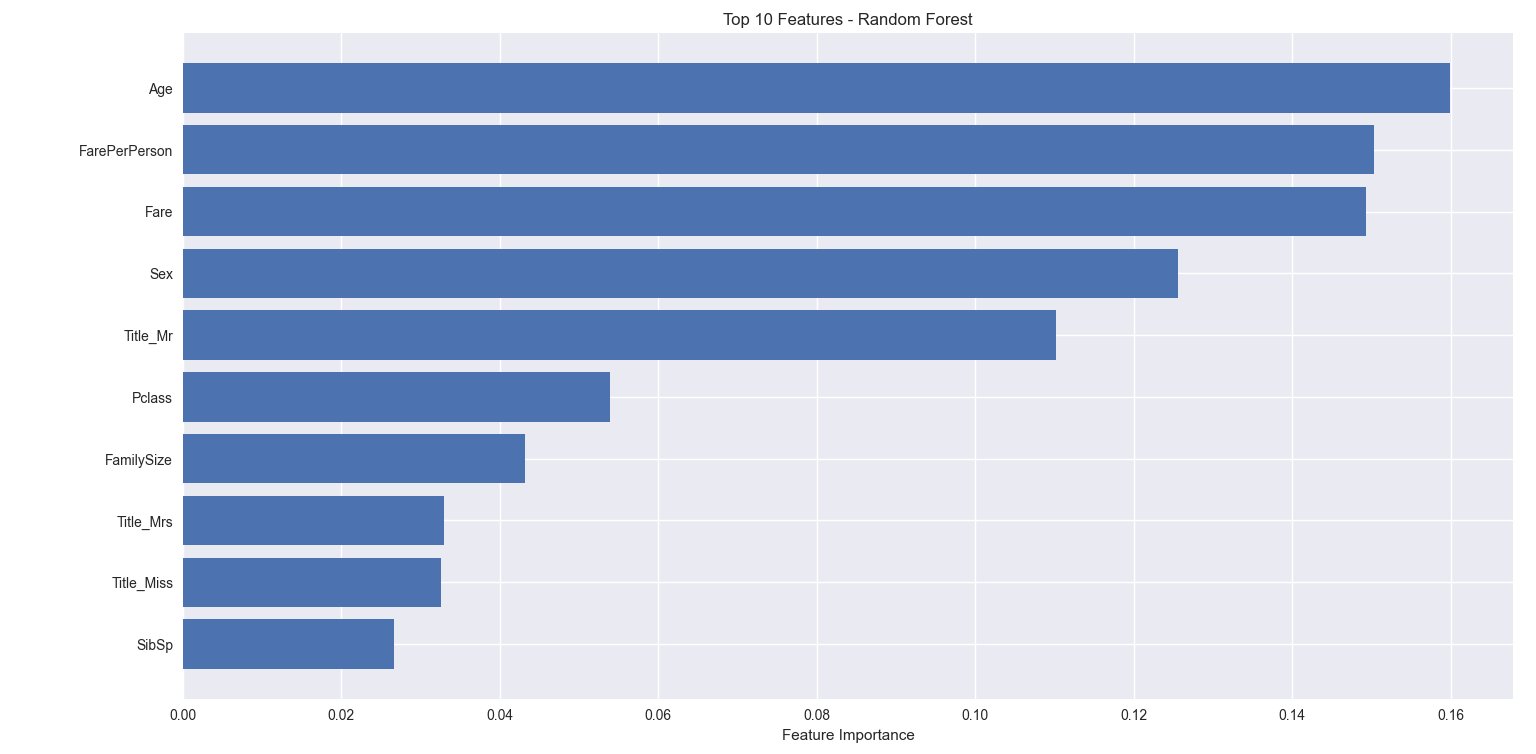 Top 10 Features - Random Forest
Age
FarePerPerson
Fare
Sex
Title_Mr
Pclass
FamilySize
Title_Mrs
Title_Miss
SibSp
0.00 0.02 0.04 0.06 0.08 0.10 0.12 0.14 0.16
Feature Importance